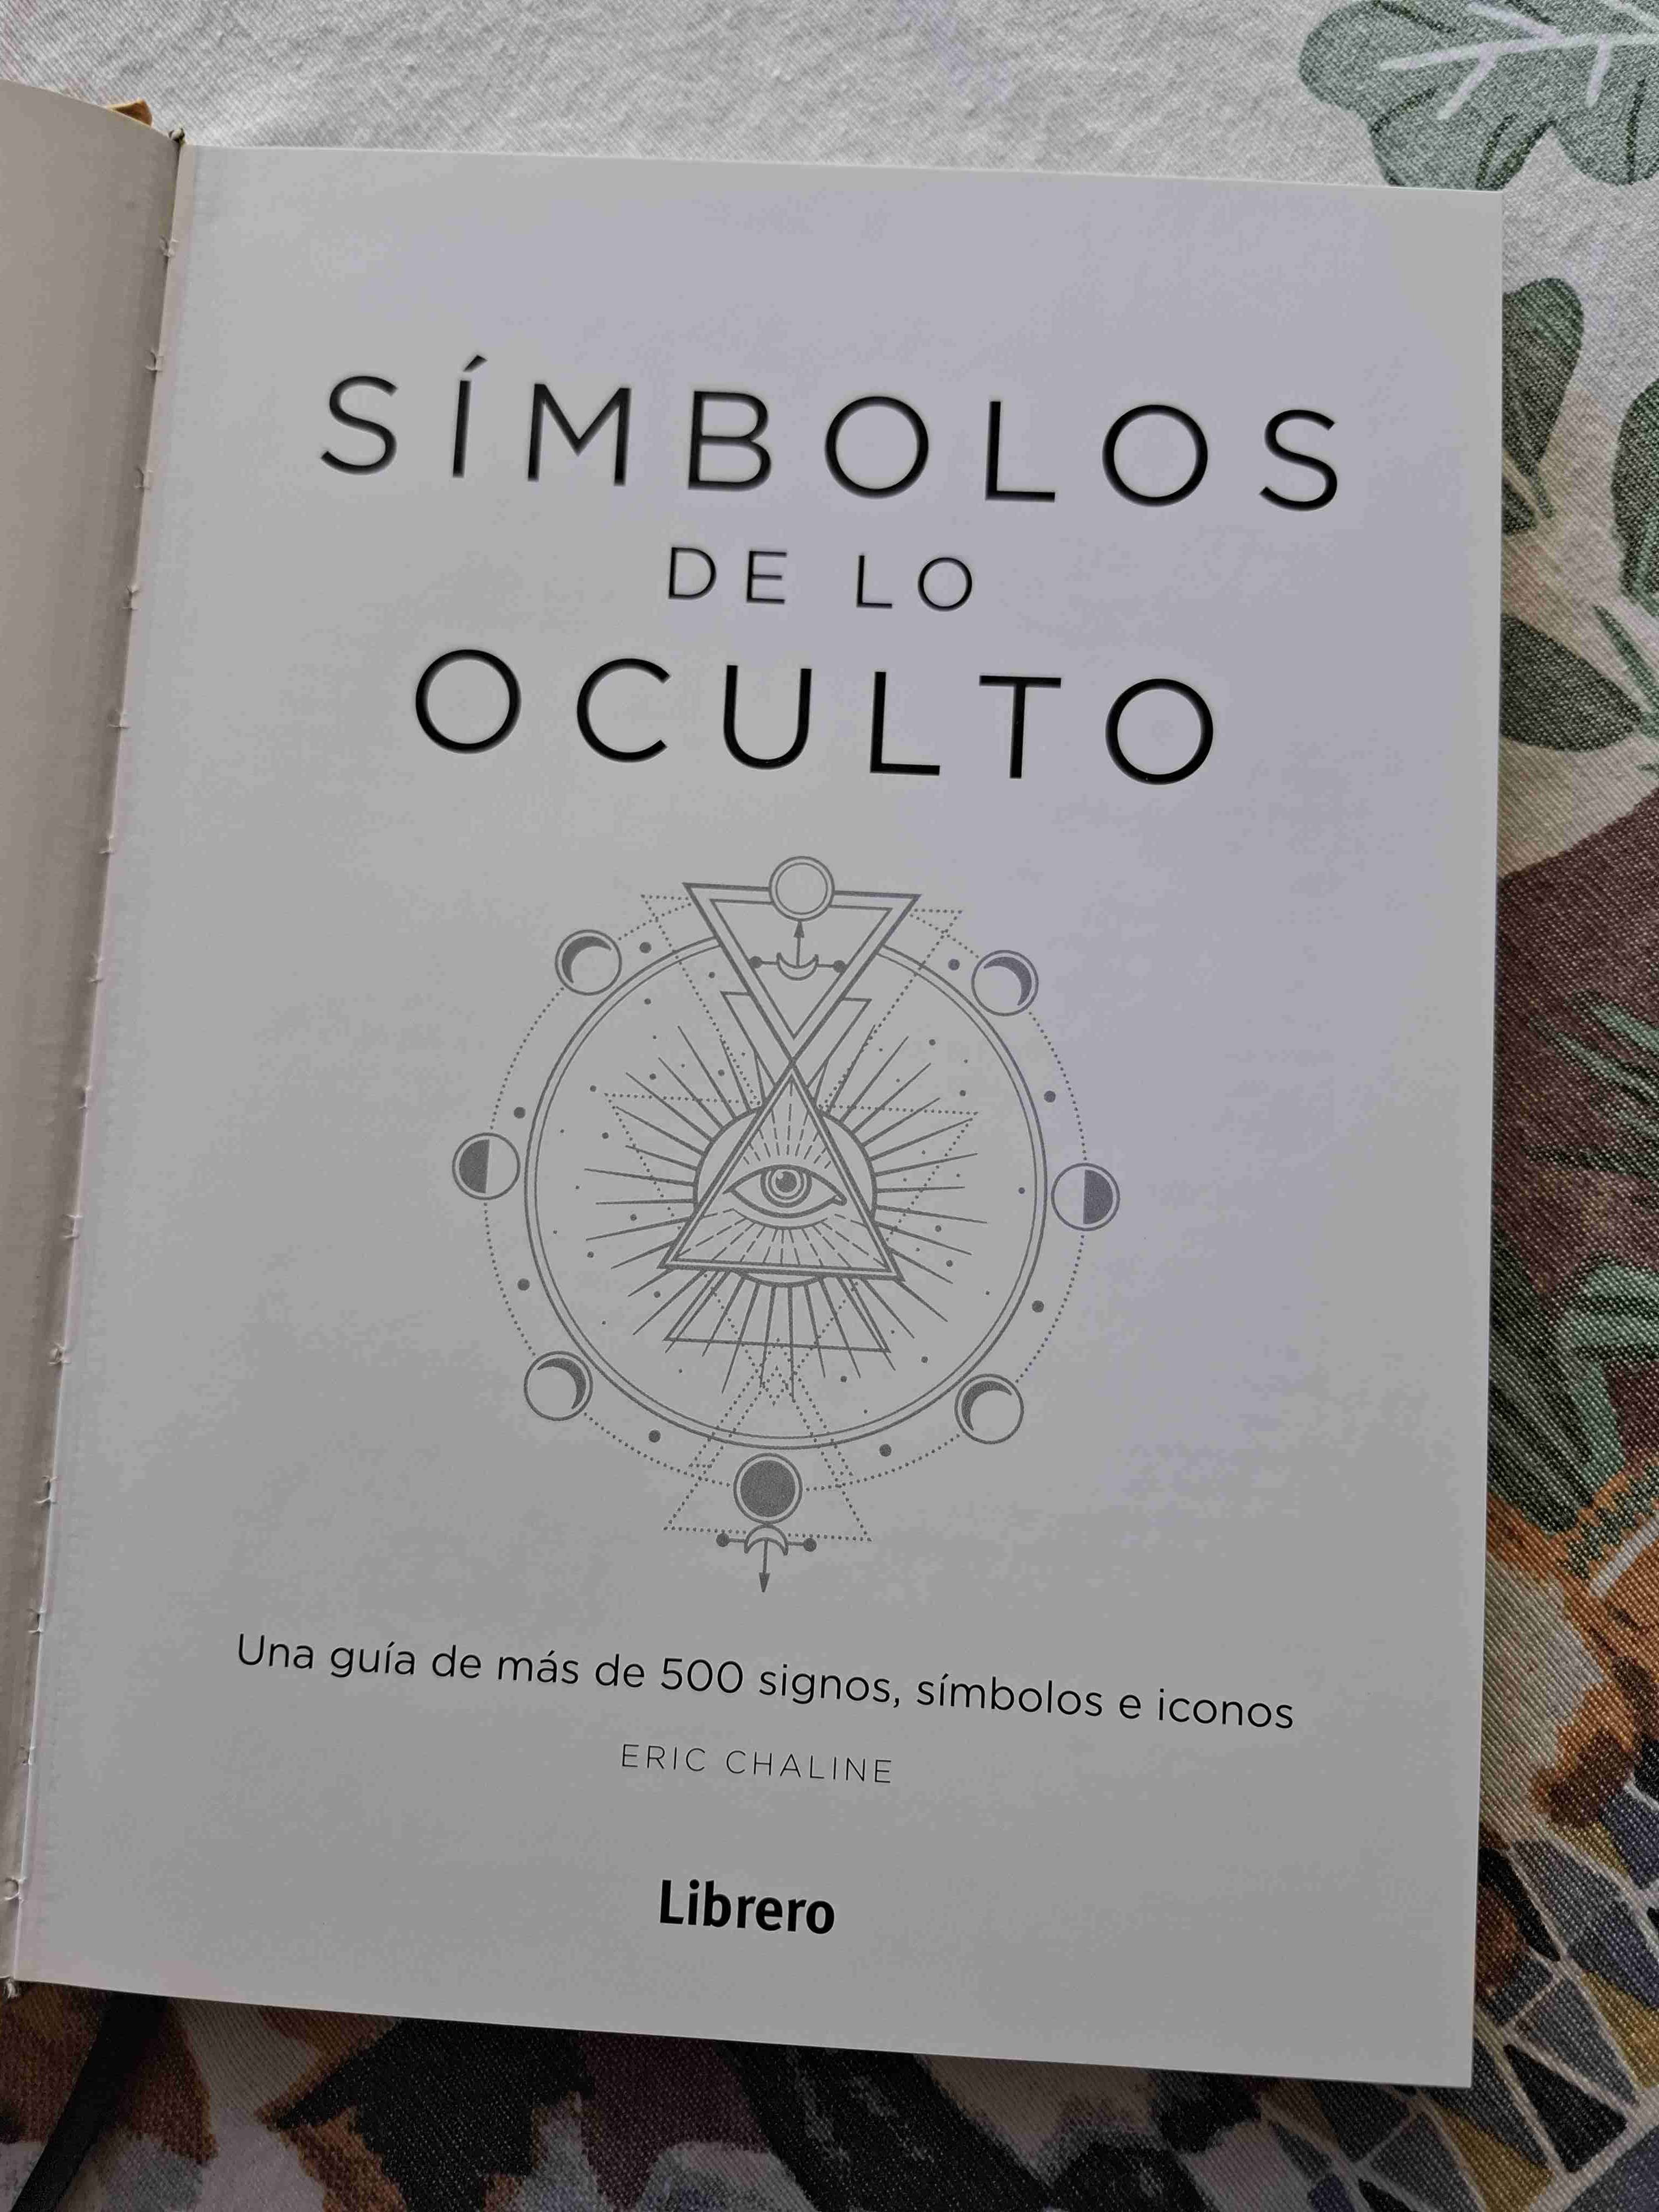 SÍMBOLOS
DE LO
OCULTO
Una guía de más de 500 signos, símbolos e iconos
ERIC CHALINE
Librero